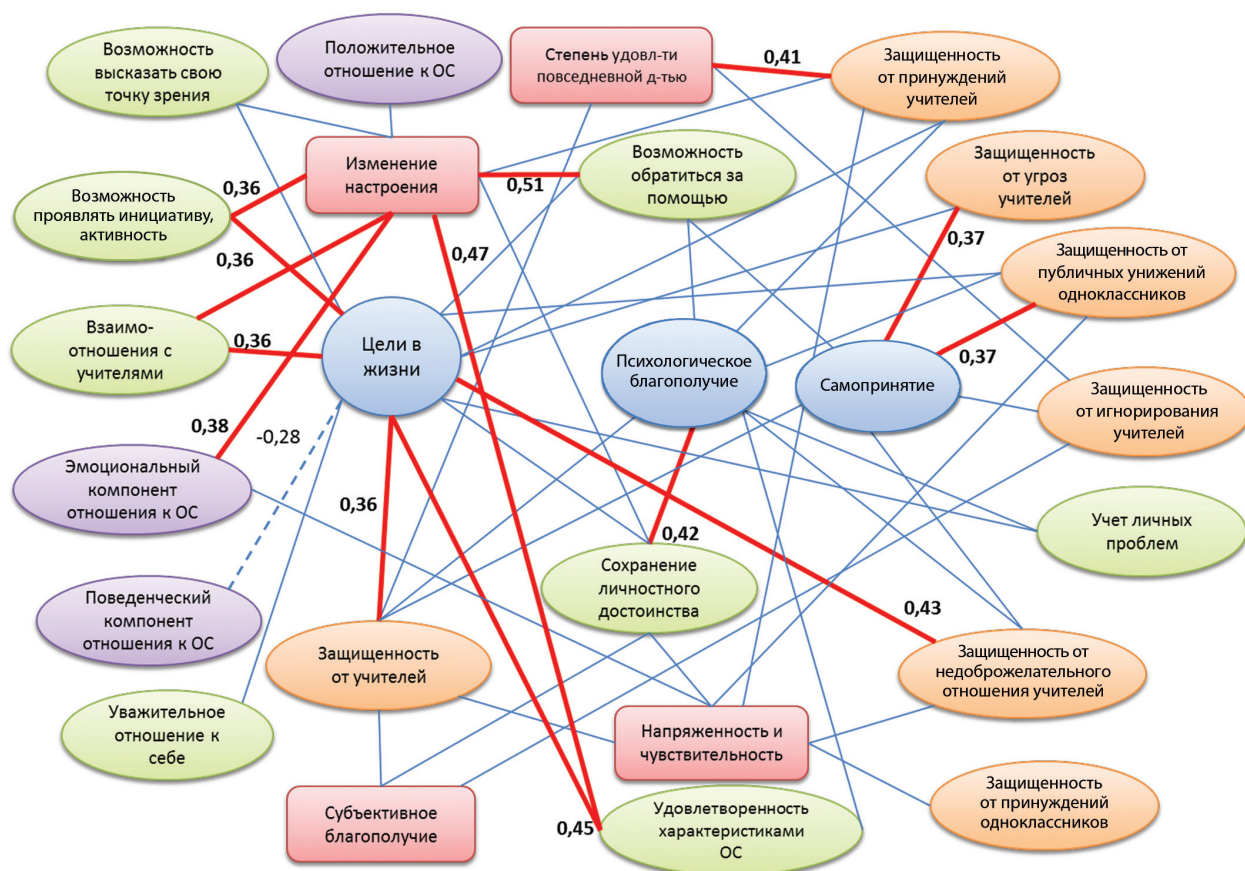 Возможность
высказать свою
точку зрения
Положительное
отношение к ОС
Степень удовл-ти
повседневной д-тью
0,41
Защищенность
от принуждений
учителей
Изменение
настроения
0,51
Возможность
обратиться за
помощью
Защищенность
от угроз
учителей
0,36
Возможность
проявлять инициативу,
активность
0,36
0,47
0,37
Защищенность от
публичных унижений
одноклассников
Взаимо-
отношения с
учителями
0,36
Цели в
жизни
Психологическое
благополучие
Самопринятие
0,37
Защищенность
от игнорирования
учителей
0,38
-0,28
Эмоциональный
компонент
отношения к ОС
0,36
0,42
Сохранение
личностного
достоинства
Учет личных
проблем
Поведенческий
компонент
отношения к ОС
0,43
Защищенность
от учителей
Защищенность от
недоброжелательного
отношения учителей
Уважительное
отношение к
себе
Напряженность и
чувствительность
Субъективное
благополучие
0,45
Удовлетворенность
характеристиками
ОС
Защищенность
от принуждений
одноклассников